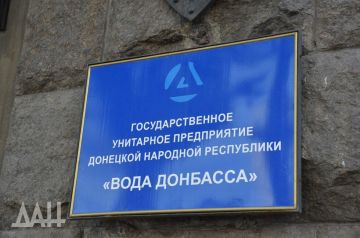 ГОСУДАРСТВЕННОЕ
УНИТАРНОЕ ПРЕДПРИЯТИЕ
ДОНЕЦКОЙ НАРОДНОЙ РЕСПУБЛИКИ
«ВОДА ДОНБАССА»
ДАН